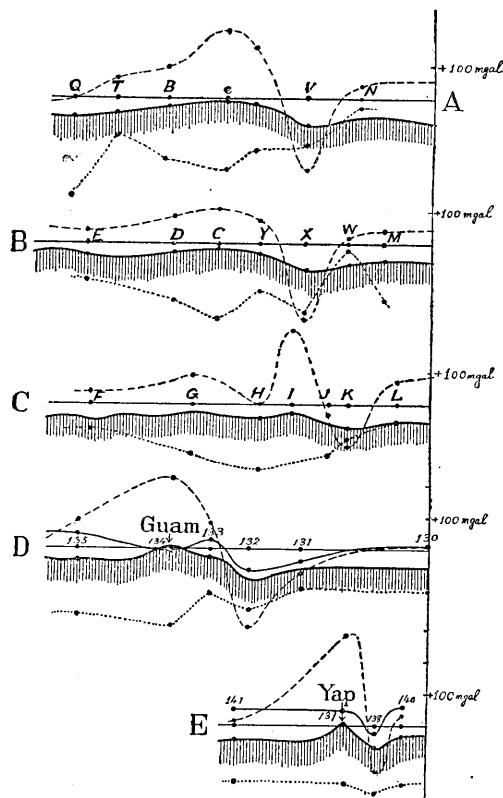 +100 mgal
Q T B e V N
A
+100 mgal
B
E D C Y X W M
+100 mgal
C
F G H I J K L
+100 mgal
Guam
D
135 134 133 132 131 130
+100 mgal
Yap
141 137 138 140
E